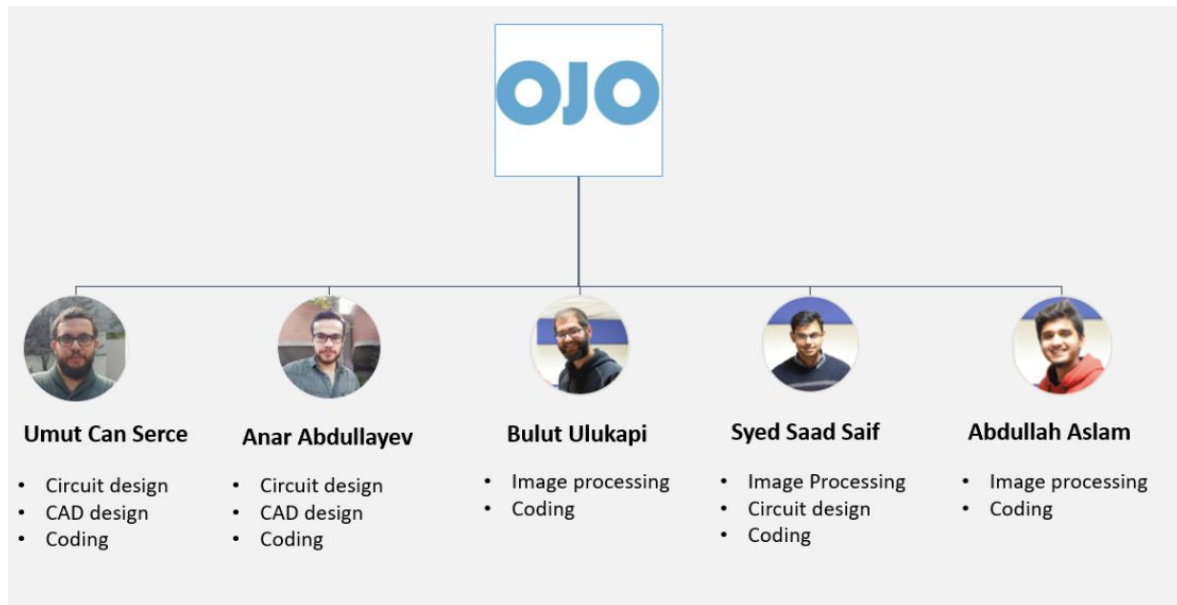 OJO
Umut Can Serce
• Circuit design
• CAD design
• Coding
Anar Abdullayev
• Circuit design
• CAD design
• Coding
Bulut Ulukapi
• Image processing
• Coding
Syed Saad Saif
• Image Processing
• Circuit design
• Coding
Abdullah Aslam
• Image processing
• Coding